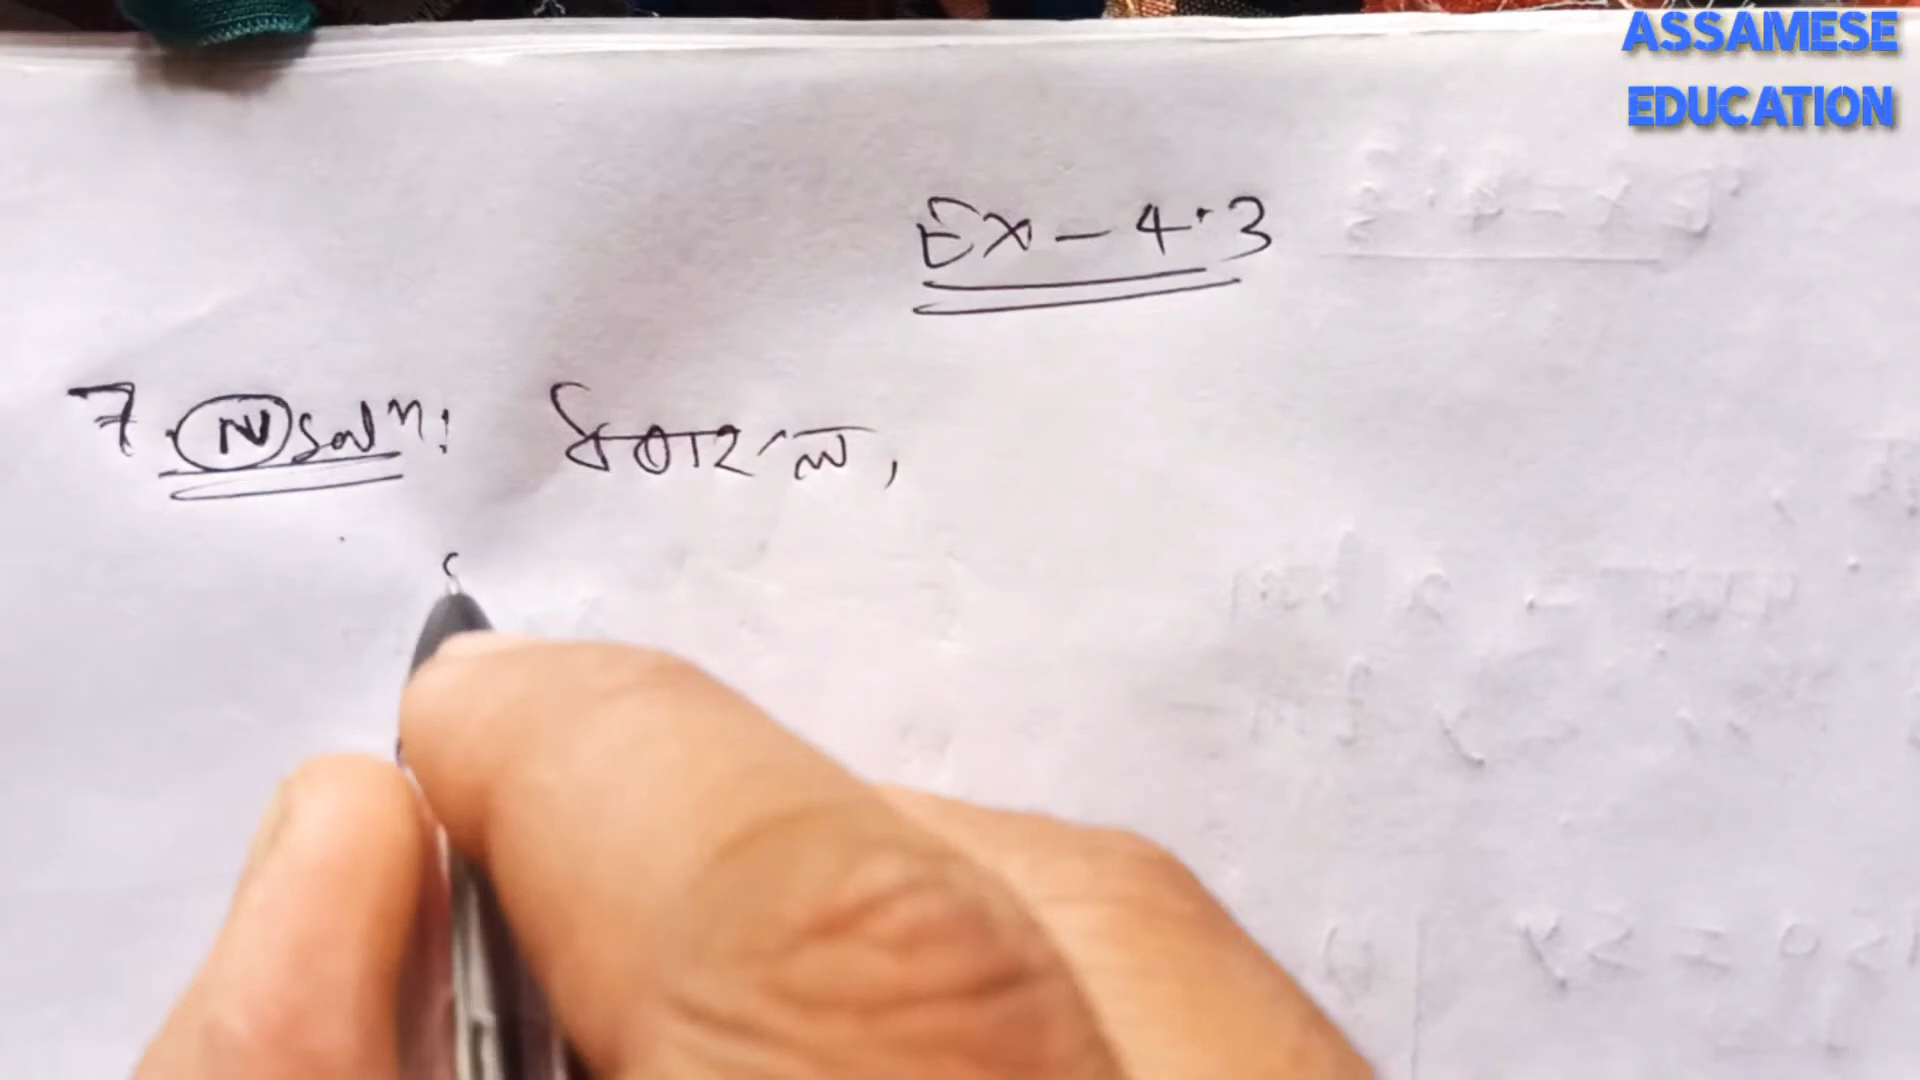 ASSAMESE
EDUCATION
Ex - 4.3
7. (iv) Solⁿ: